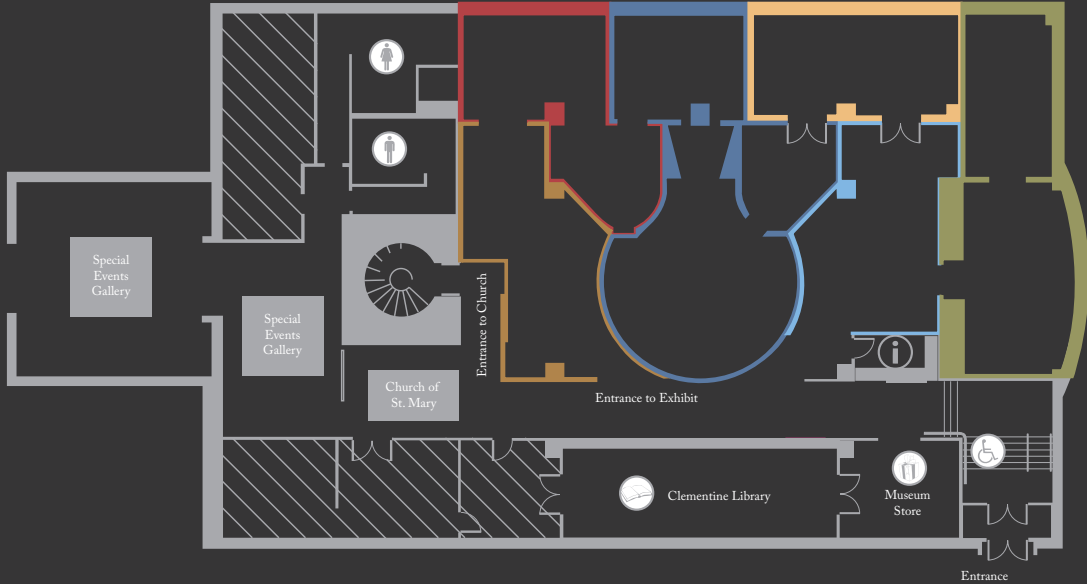 Special
Events
Gallery
Special
Events
Gallery
Entrance to Church
Church of
St. Mary
Entrance to Exhibit
Clementine Library
Museum
Store
Entrance